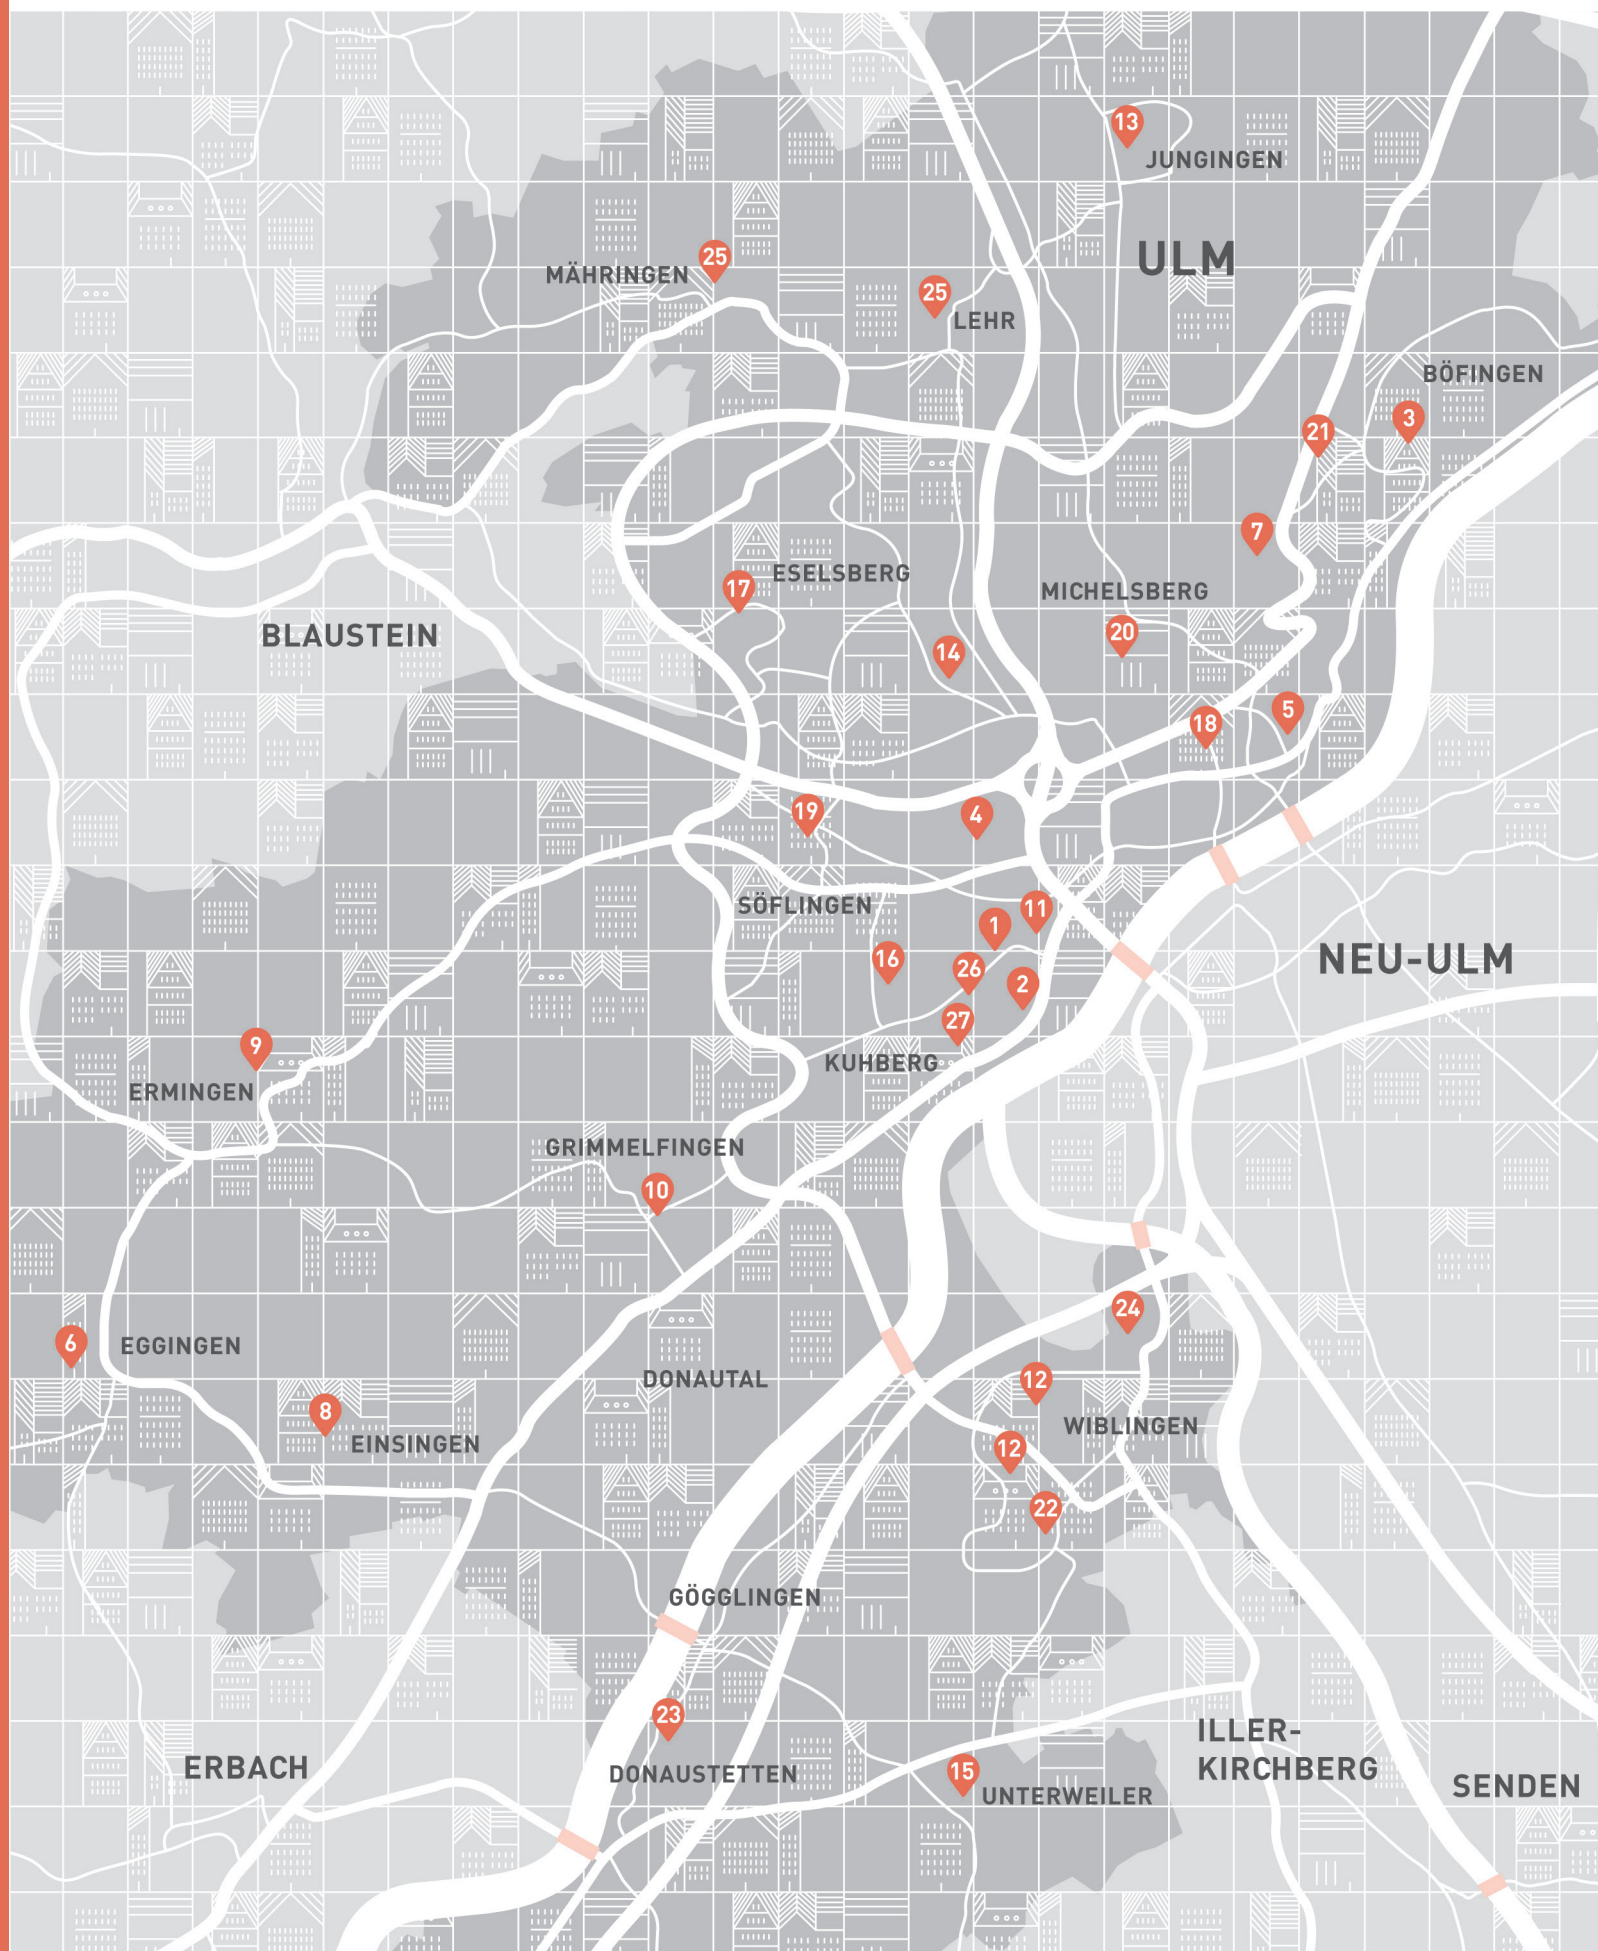 13
JUNGINGEN
ULM
25
MÄHRINGEN
25
LEHR
BÖFINGEN
3
21
7
ESELSBERG
17
MICHELSBERG
20
BLAUSTEIN
14
5
18
19
4
SÖFLINGEN
11
1
16
26
2
NEU-ULM
27
9
KUHBERG
ERMINGEN
GRIMMELFINGEN
10
24
6
EGGINGEN
DONAUTAL
12
8
EINSINGEN
WIBLINGEN
12
22
GÖGGLINGEN
23
ERBACH
DONAUSTETTEN
15
UNTERWEILER
ILLER-
KIRCHBERG
SENDEN